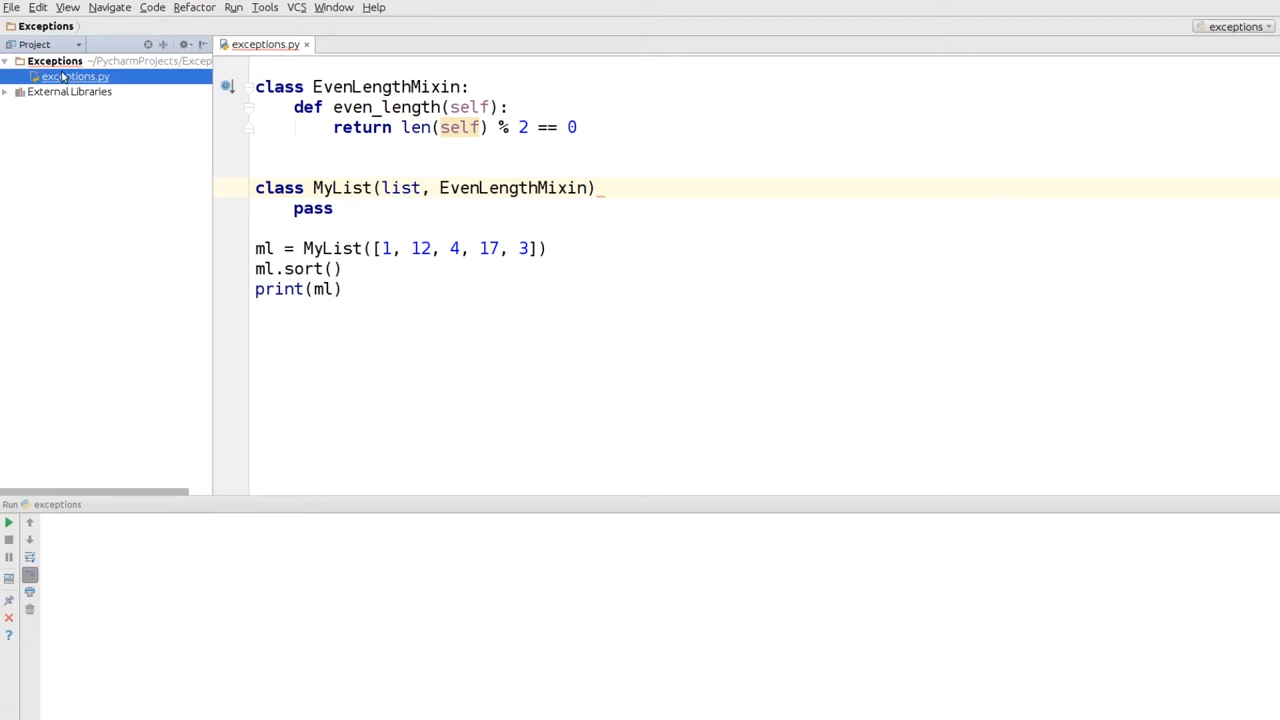 File Edit View Navigate Code Refactor Run Tools VCS Window Help
Exceptions exceptions
Project exceptions.py
Exceptions ~/PycharmProjects/Excep
exceptions.py
External Libraries
class EvenLengthMixin:
def even_length(self):
return len(self) % 2 == 0
class MyList(list, EvenLengthMixin)
pass
ml = MyList([1, 12, 4, 17, 3])
ml.sort()
print(ml)
Run exceptions